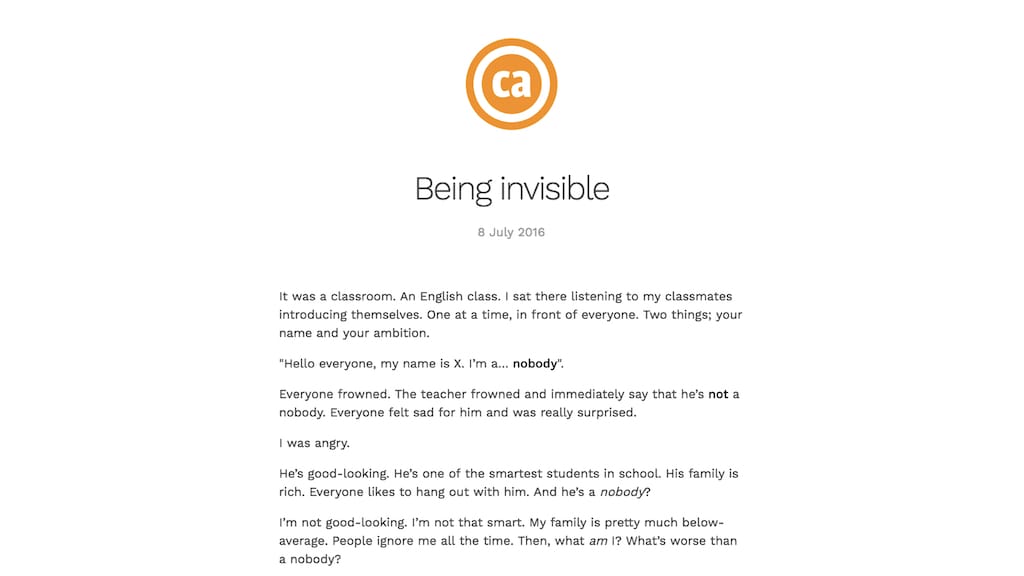 ca
Being invisible
8 July 2016
It was a classroom. An English class. I sat there listening to my classmates
introducing themselves. One at a time, in front of everyone. Two things; your
name and your ambition.
"Hello everyone, my name is X. I'm a... nobody".
Everyone frowned. The teacher frowned and immediately say that he's not a
nobody. Everyone felt sad for him and was really surprised.
I was angry.
He's good-looking. He's one of the smartest students in school. His family is
rich. Everyone likes to hang out with him. And he's a nobody?
I'm not good-looking. I'm not that smart. My family is pretty much below-
average. People ignore me all the time. Then, what am I? What's worse than
a nobody?